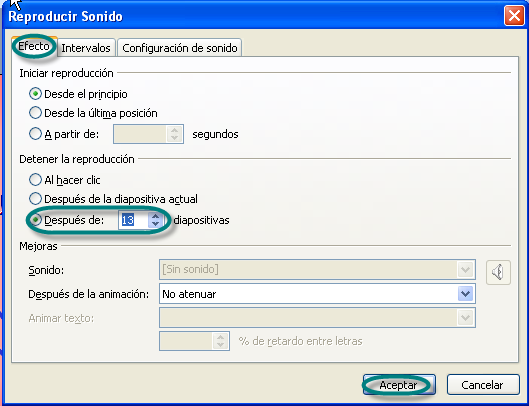 Reproducir Sonido
Efecto Intervalos Configuración de sonido
Iniciar reproducción
Desde el principio
Desde la última posición
A partir de: segundos
Detener la reproducción
Al hacer clic
Después de la diapositiva actual
Después de: 13 diapositivas
Mejoras
Sonido: [Sin sonido]
Después de la animación: No atenuar
Animar texto:
% de retardo entre letras
Aceptar Cancelar